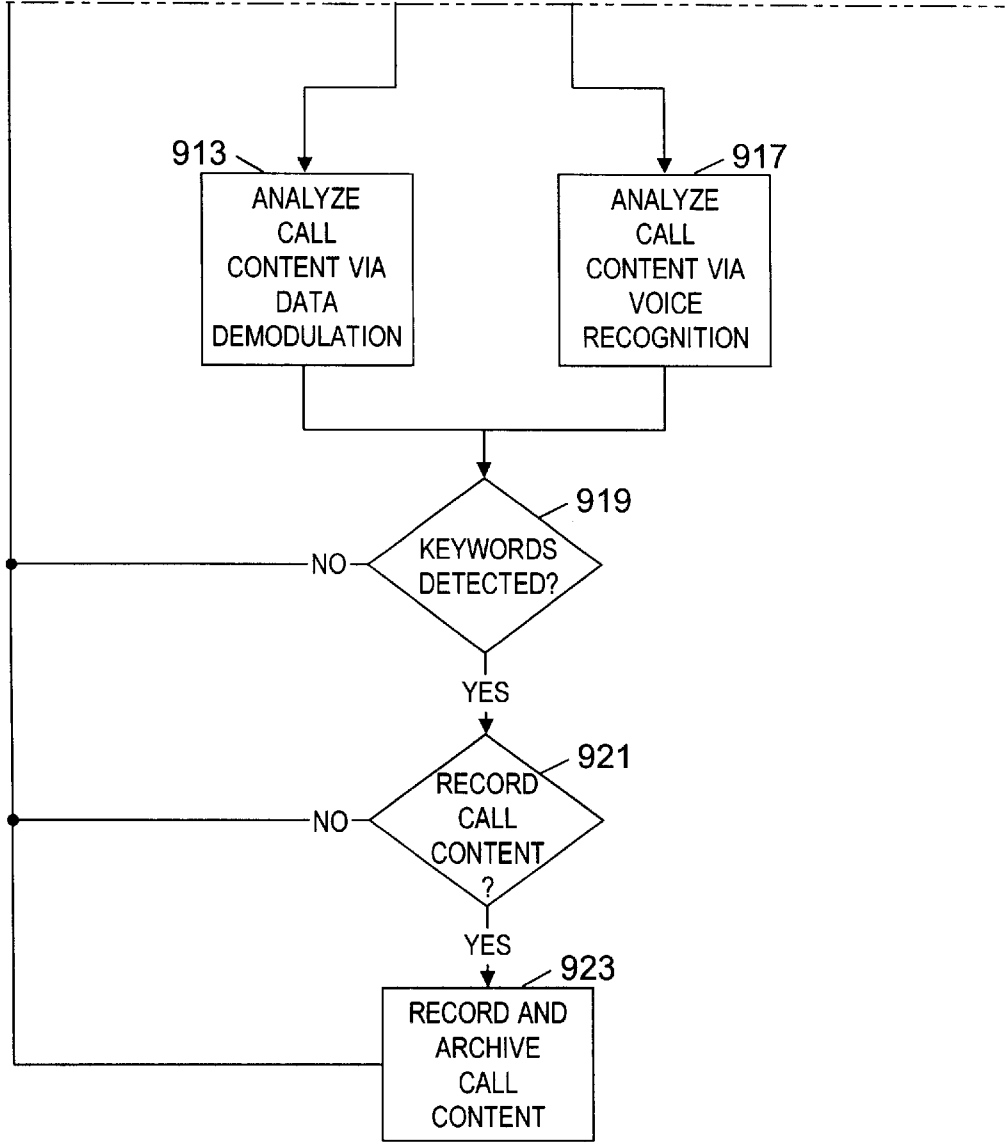 913
ANALYZE
CALL
CONTENT VIA
DATA
DEMODULATION
917
ANALYZE
CALL
CONTENT VIA
VOICE
RECOGNITION
919
KEYWORDS
DETECTED?
NO
YES
921
RECORD
CALL
CONTENT
?
NO
YES
923
RECORD AND
ARCHIVE
CALL
CONTENT